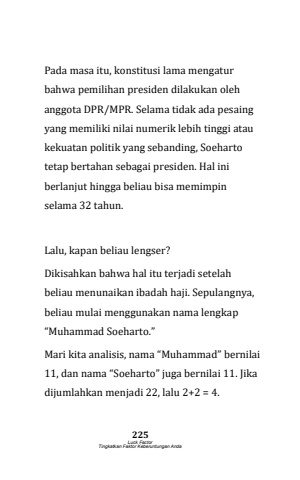 Pada masa itu, konstitusi lama mengatur
bahwa pemilihan presiden dilakukan oleh
anggota DPR/MPR. Selama tidak ada pesaing
yang memiliki nilai numerik lebih tinggi atau
kekuatan politik yang sebanding, Soeharto
tetap bertahan sebagai presiden. Hal ini
berlanjut hingga beliau bisa memimpin
selama 32 tahun.
Lalu, kapan beliau lengser?
Dikisahkan bahwa hal itu terjadi setelah
beliau menunaikan ibadah haji. Sepulangnya,
beliau mulai menggunakan nama lengkap
“Muhammad Soeharto.”
Mari kita analisis, nama “Muhammad” bernilai
11, dan nama “Soeharto” juga bernilai 11. Jika
dijumlahkan menjadi 22, lalu 2+2 = 4.
225
Luck Factor
Tingkatkan Faktor Keberuntungan Anda